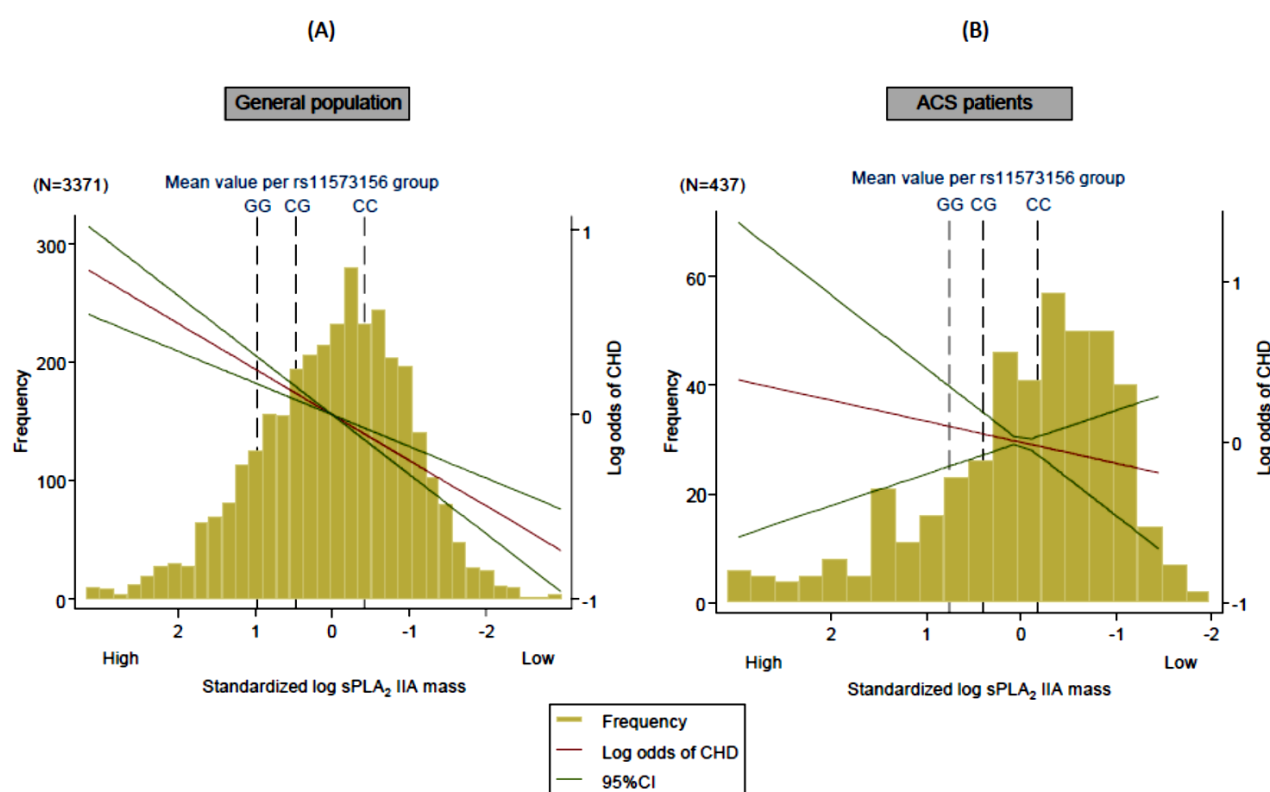 (A)
General population
(N=3371)
Mean value per rs11573156 group
GG CG CC
Frequency
300
200
100
0
1
0
-1
Log odds of CHD
2 1 0 -1 -2
High Low
Standardized log sPLA₂ IIA mass
(B)
ACS patients
(N=437)
Mean value per rs11573156 group
GG CG CC
Frequency
60
40
20
0
1
0
-1
Log odds of CHD
2 1 0 -1 -2
High Low
Standardized log sPLA₂ IIA mass
Frequency
Log odds of CHD
95%CI